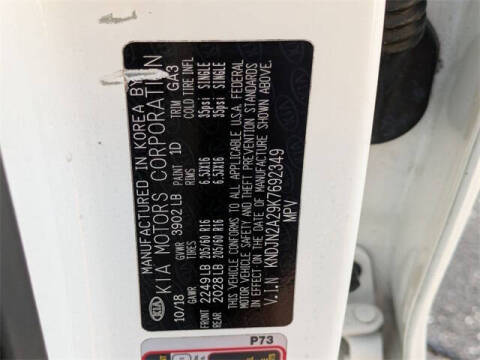 MANUFACTURED IN KOREA BY
KIA MOTORS CORPORATION
10/18 GVWR 3902LB PAINT 1D TRIM GA3
GAWR TIRES COLD TIRE INFL
FRONT 2249LB 205/60 R16 6.5JX16 35psi SINGLE
REAR 2028LB 205/60 R16 6.5JX16 35psi SINGLE
THIS VEHICLE CONFORMS TO ALL APPLICABLE U.S.A. FEDERAL
MOTOR VEHICLE SAFETY AND THEFT PREVENTION STANDARDS
IN EFFECT ON THE DATE OF MANUFACTURE SHOWN ABOVE.
V.I.N KNDJN2A29K7692349
MPV
KIA
P73